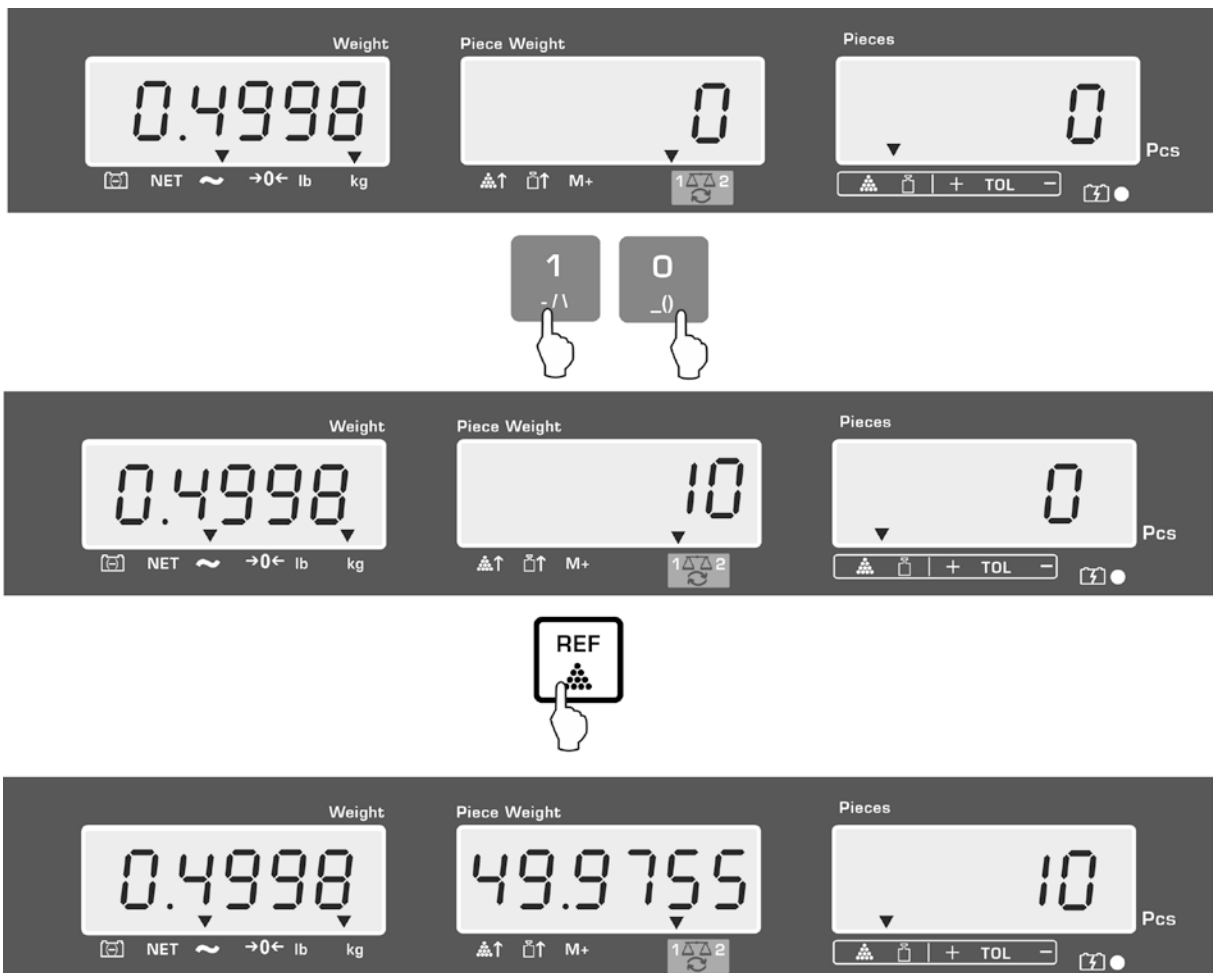 Weight Piece Weight Pieces
0.4998 0 0
Pcs
NET ~ →0← lb kg M+ 1 2 + TOL −
1 0
-/\ _()
Weight Piece Weight Pieces
0.4998 10 0
Pcs
NET ~ →0← lb kg M+ 1 2 + TOL −
REF
Weight Piece Weight Pieces
0.4998 49.9755 10
Pcs
NET ~ →0← lb kg M+ 1 2 + TOL −